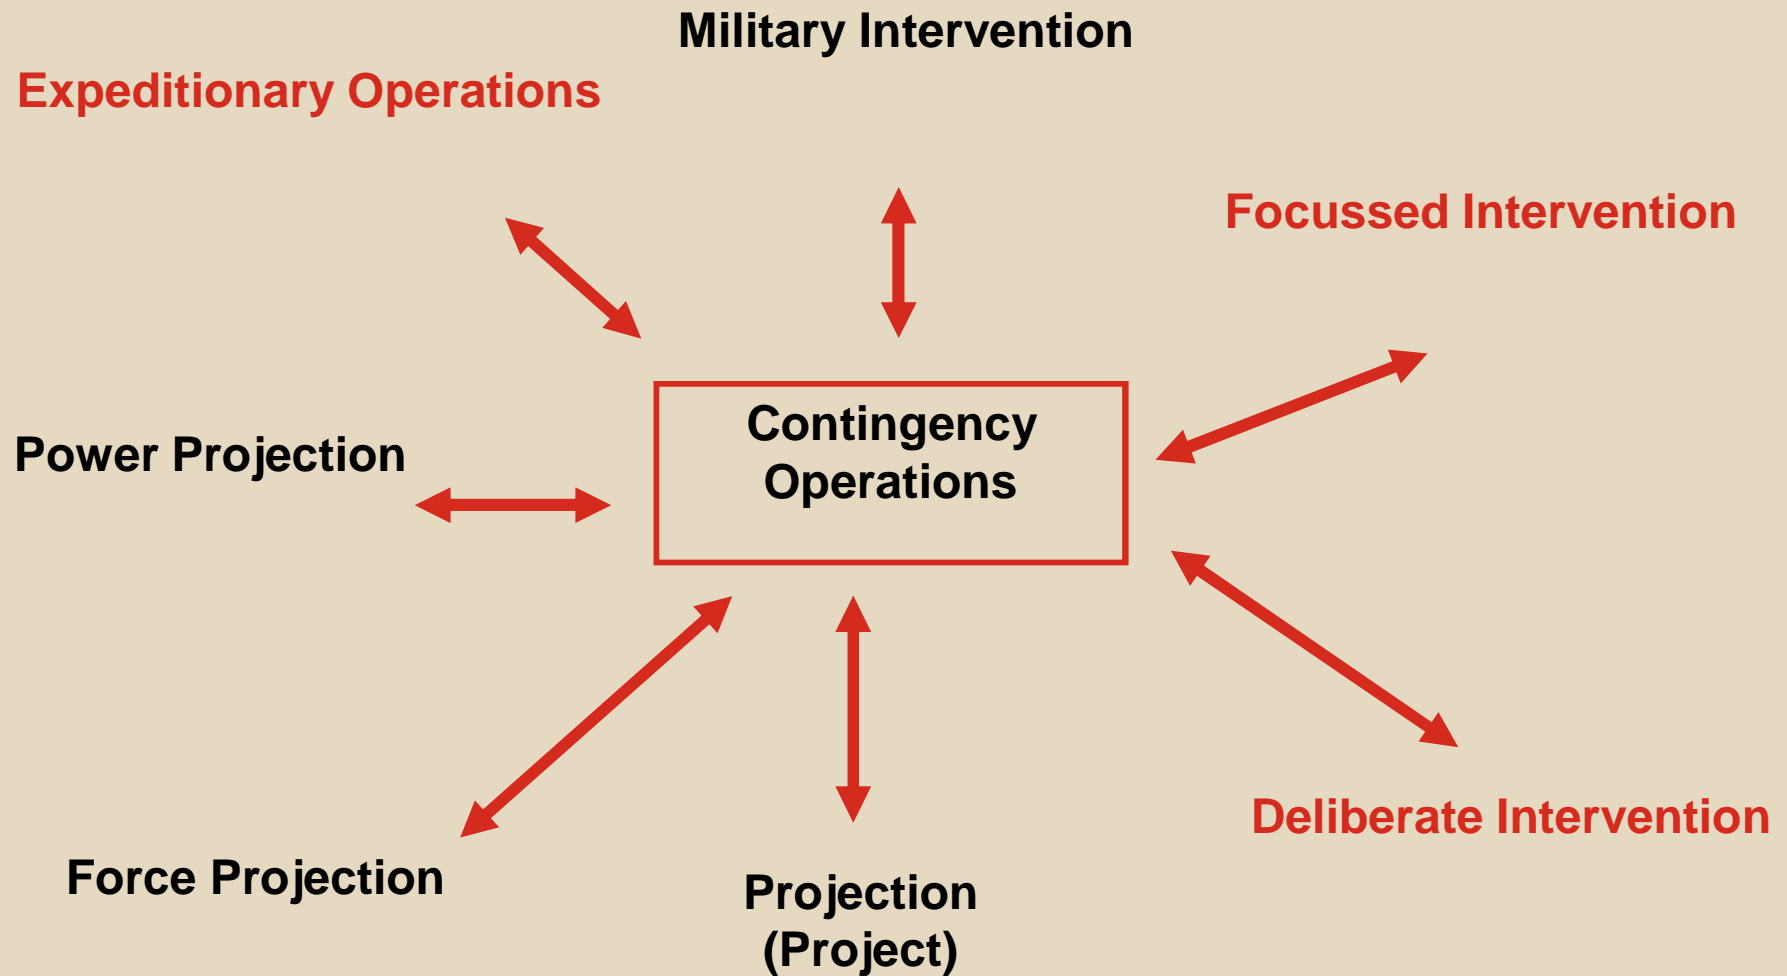 Military Intervention
Expeditionary Operations
Focussed Intervention
Contingency
Operations
Power Projection
Deliberate Intervention
Force Projection
Projection
(Project)